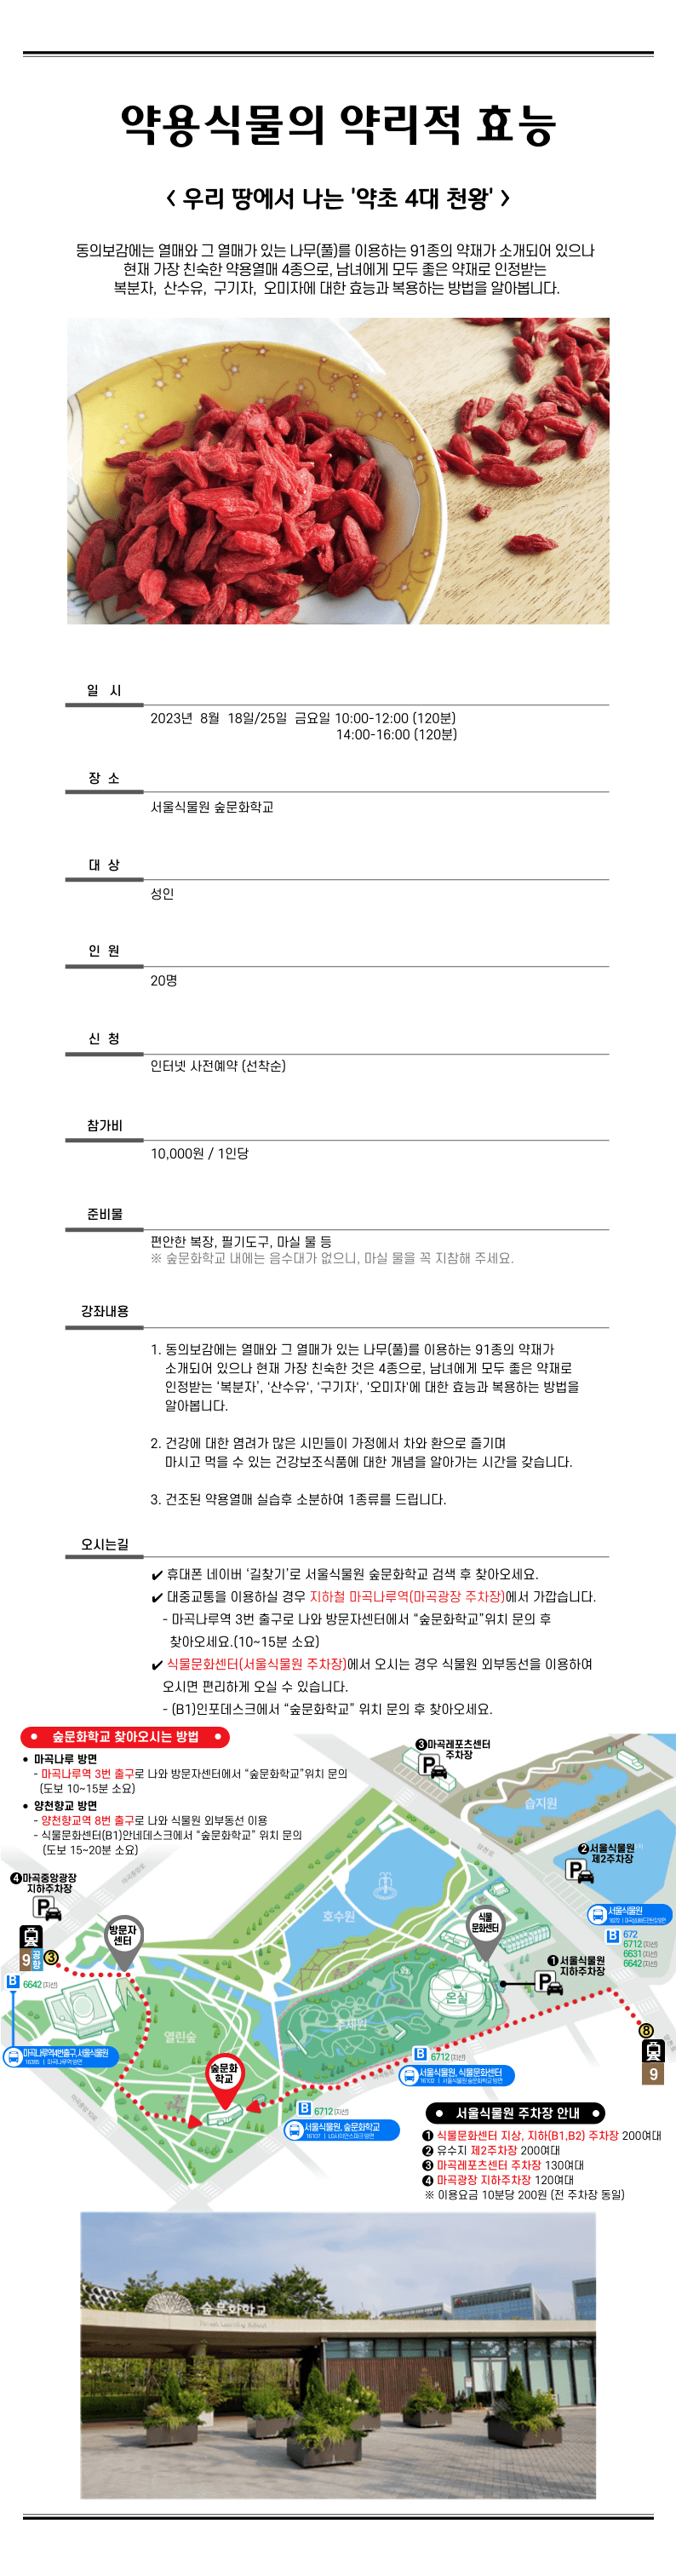 약용식물의 약리적 효능
< 우리 땅에서 나는 '약초 4대 천왕' >
동의보감에는 열매와 그 열매가 있는 나무(풀)를 이용하는 91종의 약재가 소개되어 있으나
현재 가장 친숙한 약용열매 4종으로, 남녀에게 모두 좋은 약재로 인정받는
복분자, 산수유, 구기자, 오미자에 대한 효능과 복용하는 방법을 알아봅니다.
일 시
2023년 8월 18일/25일 금요일 10:00-12:00 (120분)
14:00-16:00 (120분)
장 소
서울식물원 숲문화학교
대 상
성인
인 원
20명
신 청
인터넷 사전예약 (선착순)
참가비
10,000원 / 1인당
준비물
편안한 복장, 필기도구, 마실 물 등
※ 숲문화학교 내에는 음수대가 없으니, 마실 물을 꼭 지참해 주세요.
강좌내용
1. 동의보감에는 열매와 그 열매가 있는 나무(풀)를 이용하는 91종의 약재가
소개되어 있으나 현재 가장 친숙한 것은 4종으로, 남녀에게 모두 좋은 약재로
인정받는 '복분자', '산수유', '구기자', '오미자'에 대한 효능과 복용하는 방법을
알아봅니다.
2. 건강에 대한 염려가 많은 시민들이 가정에서 차와 환으로 즐기며
마시고 먹을 수 있는 건강보조식품에 대한 개념을 알아가는 시간을 갖습니다.
3. 건조된 약용열매 실습후 소분하여 1종류를 드립니다.
오시는길
✔ 휴대폰 네이버 '길찾기'로 서울식물원 숲문화학교 검색 후 찾아오세요.
✔ 대중교통을 이용하실 경우 지하철 마곡나루역(마곡광장 주차장)에서 가깝습니다.
- 마곡나루역 3번 출구로 나와 방문자센터에서 “숲문화학교”위치 문의 후
찾아오세요.(10~15분 소요)
✔ 식물문화센터(서울식물원 주차장)에서 오시는 경우 식물원 외부동선을 이용하여
오시면 편리하게 오실 수 있습니다.
- (B1)인포데스크에서 “숲문화학교” 위치 문의 후 찾아오세요.
• 숲문화학교 찾아오시는 방법 •
• 마곡나루 방면
- 마곡나루역 3번 출구로 나와 방문자센터에서 “숲문화학교”위치 문의
(도보 10~15분 소요)
• 양천향교 방면
- 양천향교역 8번 출구로 나와 식물원 외부동선 이용
- 식물문화센터(B1)안네데스크에서 “숲문화학교” 위치 문의
(도보 15~20분 소요)
❸마곡레포츠센터
주차장
P
습지원
❷서울식물원
제2주차장
P
❹마곡중앙광장
지하주차장
P
방문자
센터
호수원
식물
문화센터
서울식물원
B 672
6712(지선)
6631(지선)
6642(지선)
9 공항 3
❶서울식물원
지하주차장
P
B 6642(지선)
온실
주제원
열린숲
8
9
마곡나루역4번출구,서울식물원
숲문화
학교
B 6712(지선)
서울식물원, 식물문화센터
B 6712(지선)
서울식물원, 숲문화학교
• 서울식물원 주차장 안내 •
❶ 식물문화센터 지상, 지하(B1,B2) 주차장 200여대
❷ 유수지 제2주차장 200여대
❸ 마곡레포츠센터 주차장 130여대
❹ 마곡광장 지하주차장 120여대
※ 이용요금 10분당 200원 (전 주차장 동일)
숲문화학교